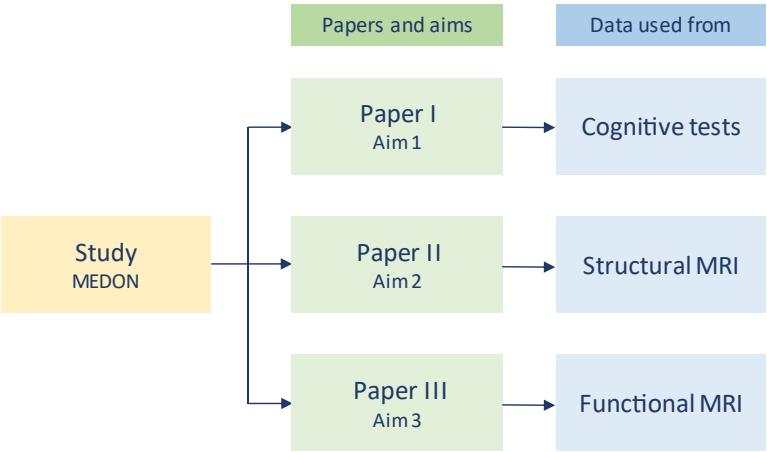 Papers and aims
Data used from
Paper I
Aim 1
Cognitive tests
Study
MEDON
Paper II
Aim 2
Structural MRI
Paper III
Aim 3
Functional MRI